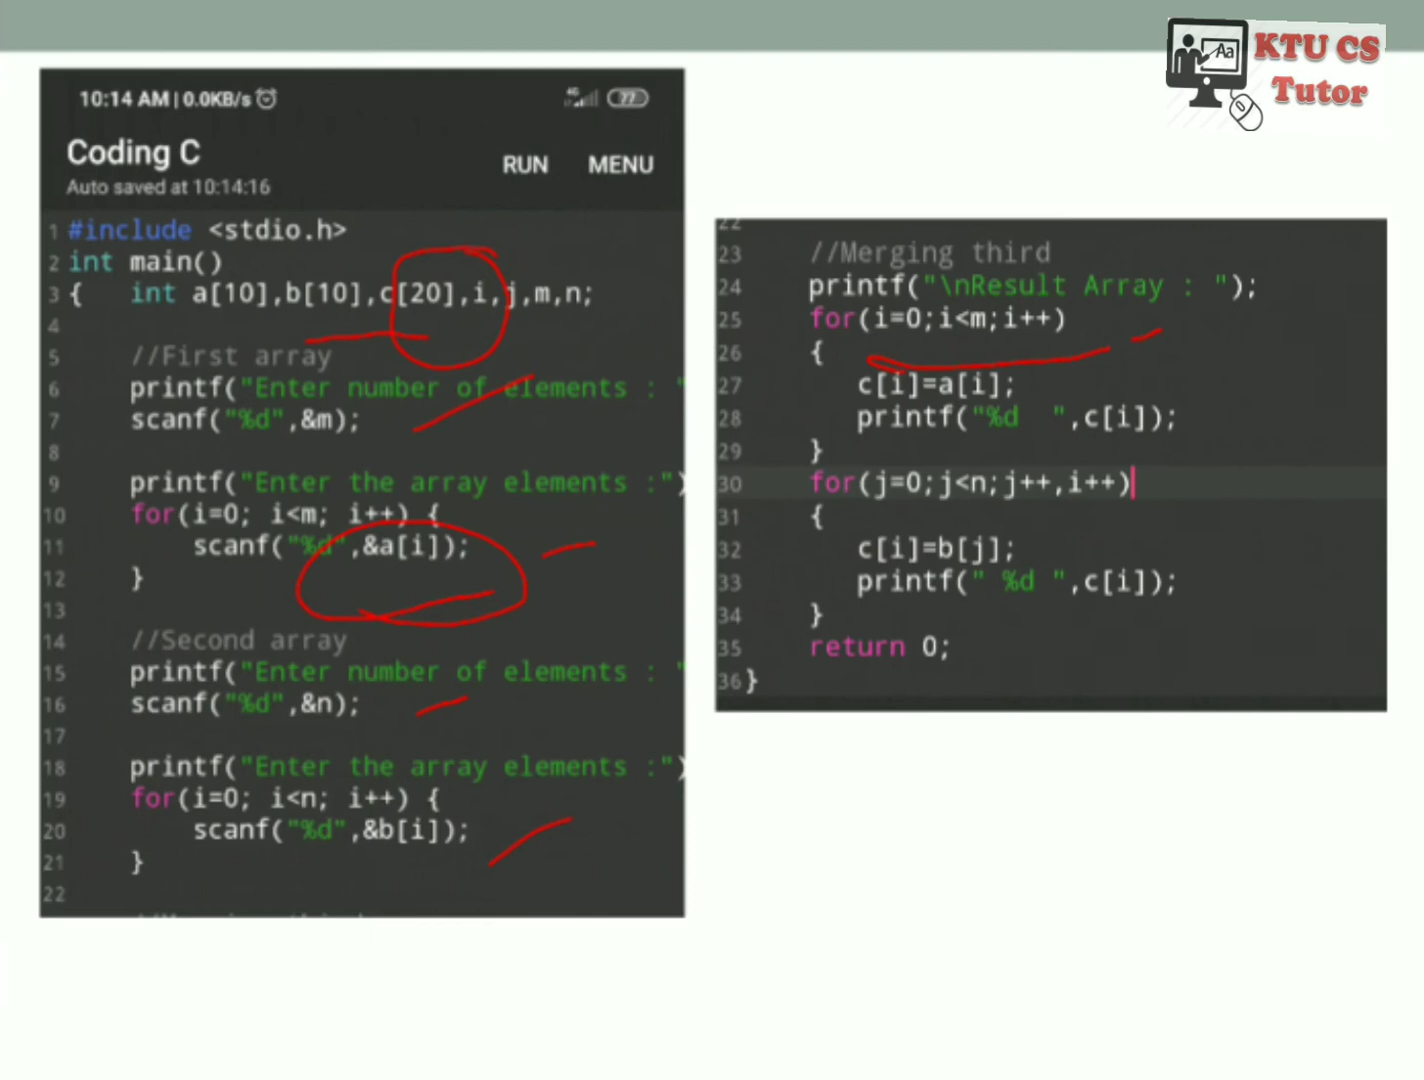 KTU CS
Tutor
Aa
10:14 AM | 0.0KB/s
4G
77
Coding C
RUN
MENU
Auto saved at 10:14:16
1 #include <stdio.h>
2 int main()
3 {   int a[10],b[10],c[20],i,j,m,n;
4
5     //First array
6     printf("Enter number of elements : "
7     scanf("%d",&m);
8
9     printf("Enter the array elements :")
10     for(i=0; i<m; i++) {
11         scanf("%d",&a[i]);
12     }
13
14     //Second array
15     printf("Enter number of elements : "
16     scanf("%d",&n);
17
18     printf("Enter the array elements :")
19     for(i=0; i<n; i++) {
20         scanf("%d",&b[i]);
21     }
22
22
23     //Merging third
24     printf("\nResult Array : ");
25     for(i=0;i<m;i++)
26     {
27        c[i]=a[i];
28        printf("%d  ",c[i]);
29     }
30     for(j=0;j<n;j++,i++)
31     {
32        c[i]=b[j];
33        printf(" %d ",c[i]);
34     }
35     return 0;
36 }